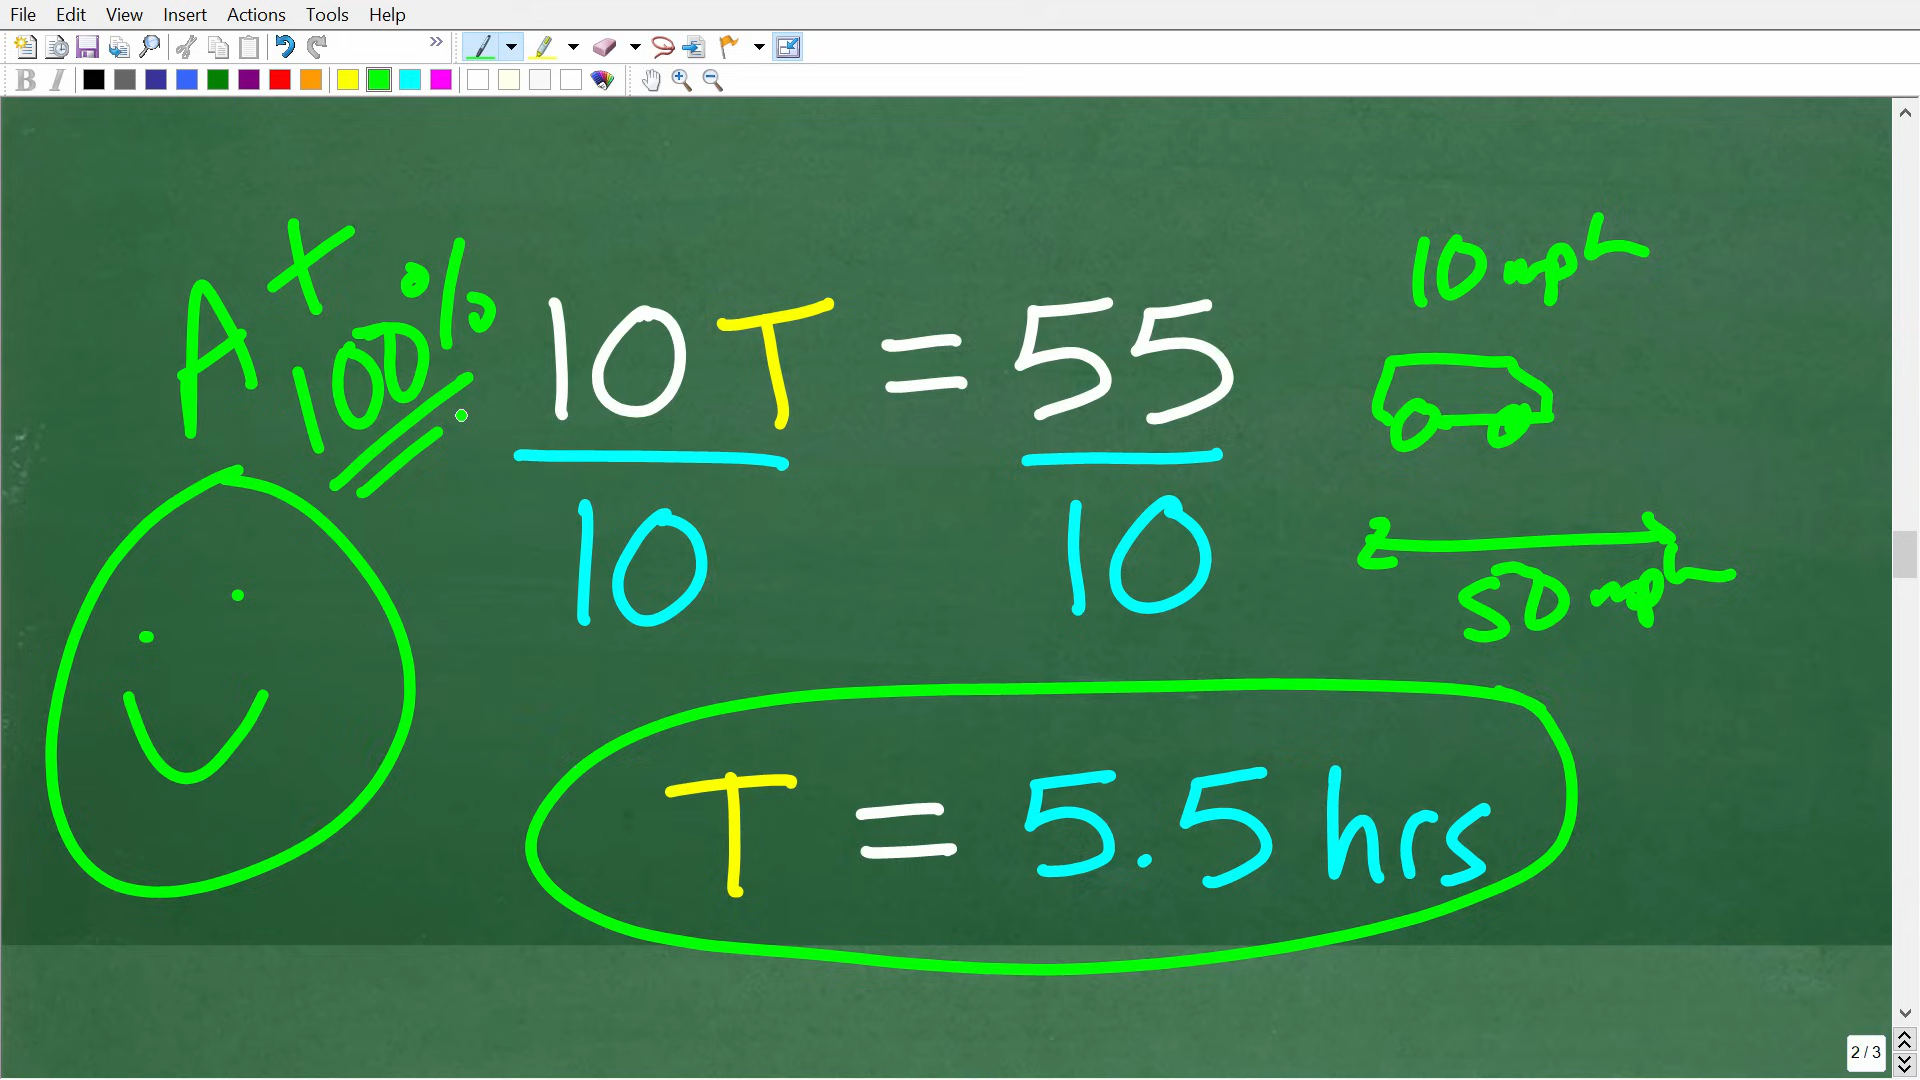 File Edit View Insert Actions Tools Help
B I
A+
100%
10T = 55
10 10
10 mph
50 mph
T = 5.5 hrs
2 / 3